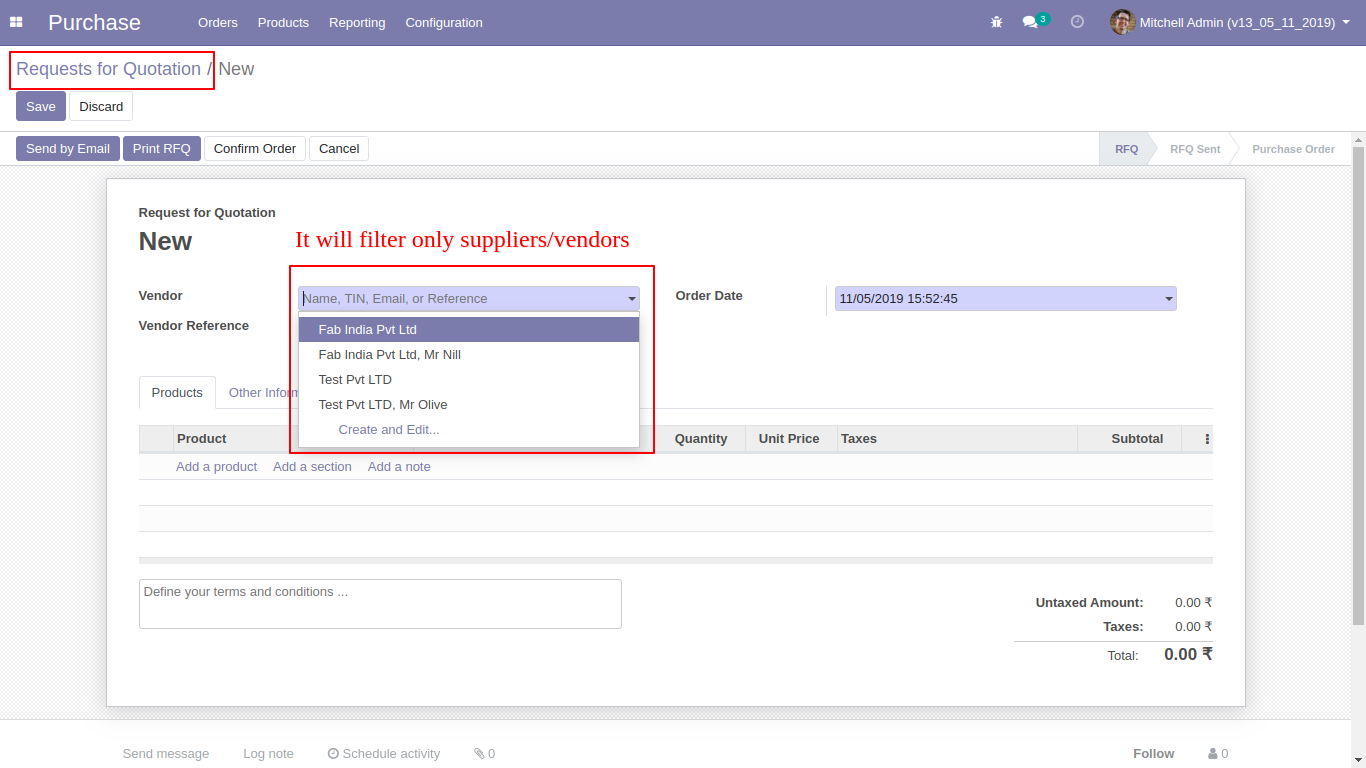 Purchase Orders Products Reporting Configuration 3 Mitchell Admin (v13_05_11_2019)
Requests for Quotation / New
Save Discard
Send by Email Print RFQ Confirm Order Cancel RFQ RFQ Sent Purchase Order
Request for Quotation
New It will filter only suppliers/vendors
Vendor Name, TIN, Email, or Reference Order Date 11/05/2019 15:52:45
Vendor Reference
Fab India Pvt Ltd
Fab India Pvt Ltd, Mr Nill
Test Pvt LTD
Test Pvt LTD, Mr Olive
Create and Edit...
Products Other Inform
Product Quantity Unit Price Taxes Subtotal
Add a product Add a section Add a note
Define your terms and conditions ...
Untaxed Amount: 0.00 ₹
Taxes: 0.00 ₹
Total: 0.00 ₹
Send message Log note Schedule activity 0 Follow 0